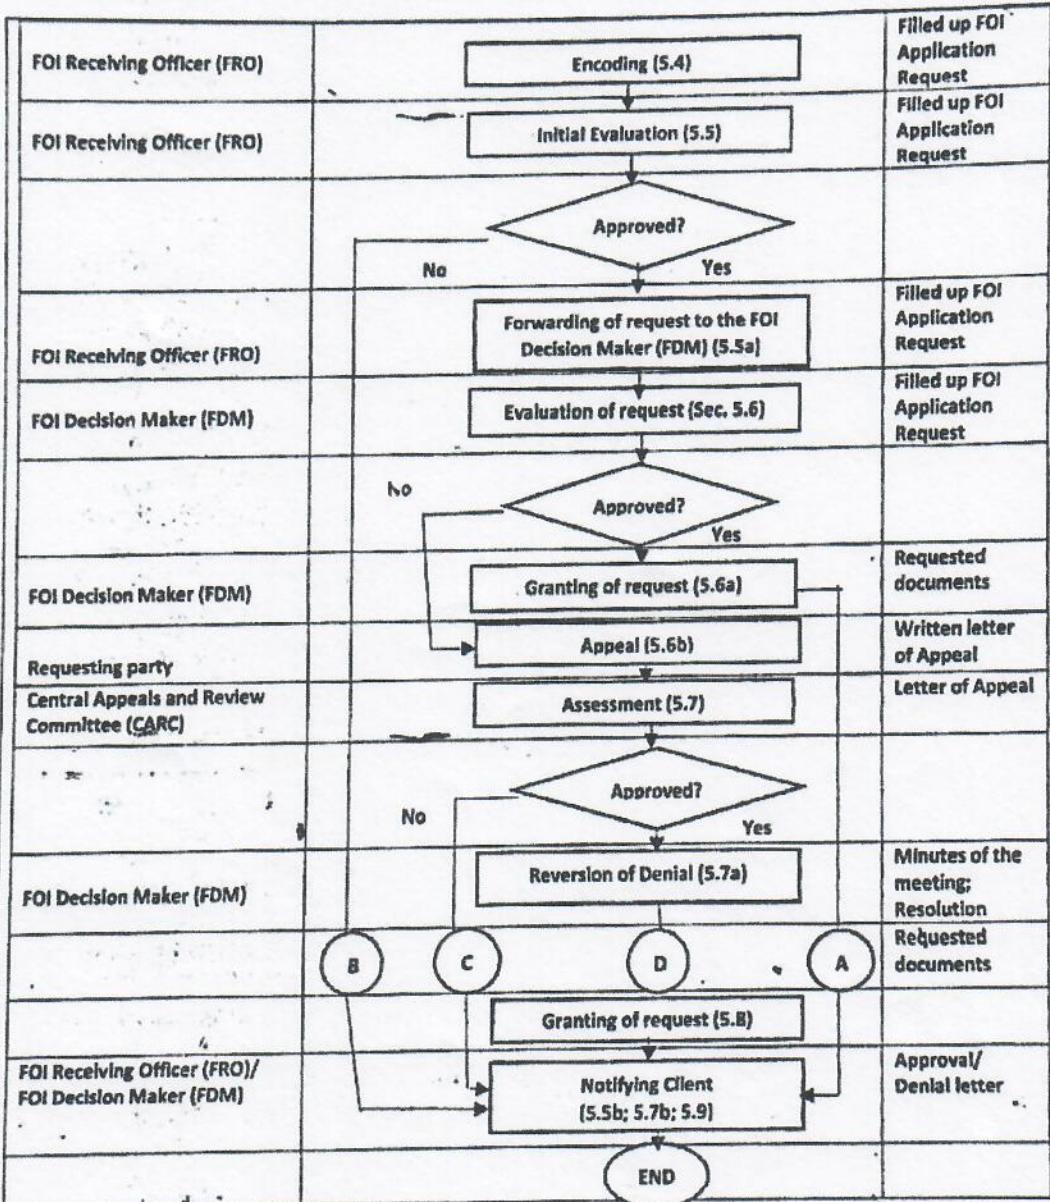 Filled up FOI
Application
Request
FOI Receiving Officer (FRO)
Encoding (5.4)
Filled up FOI
Application
Request
FOI Receiving Officer (FRO)
Initial Evaluation (5.5)
Approved?
No
Yes
Filled up FOI
Application
Request
FOI Receiving Officer (FRO)
Forwarding of request to the FOI
Decision Maker (FDM) (5.5a)
Filled up FOI
Application
Request
FOI Decision Maker (FDM)
Evaluation of request (Sec. 5.6)
No
Approved?
Yes
Requested
documents
FOI Decision Maker (FDM)
Granting of request (5.6a)
Written letter
of Appeal
Requesting party
Appeal (5.6b)
Central Appeals and Review
Committee (CARC)
Assessment (5.7)
Letter of Appeal
Approved?
No
Yes
FOI Decision Maker (FDM)
Reversion of Denial (5.7a)
Minutes of the
meeting;
Resolution
B
C
D
A
Requested
documents
Granting of request (5.8)
FOI Receiving Officer (FRO)/
FOI Decision Maker (FDM)
Notifying Client
(5.5b; 5.7b; 5.9)
Approval/
Denial letter
END